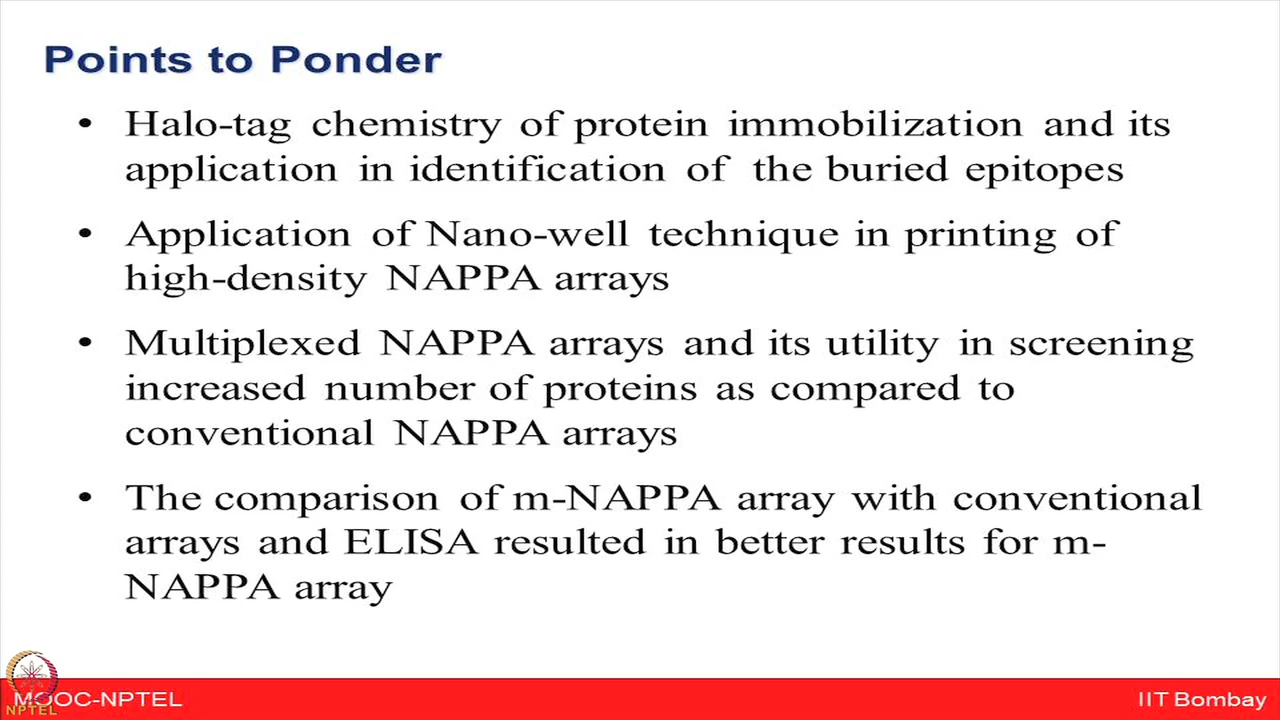 Points to Ponder
• Halo-tag chemistry of protein immobilization and its
application in identification of the buried epitopes
• Application of Nano-well technique in printing of
high-density NAPPA arrays
• Multiplexed NAPPA arrays and its utility in screening
increased number of proteins as compared to
conventional NAPPA arrays
• The comparison of m-NAPPA array with conventional
arrays and ELISA resulted in better results for m-
NAPPA array
MOOC-NPTEL
NPTEL
IIT Bombay